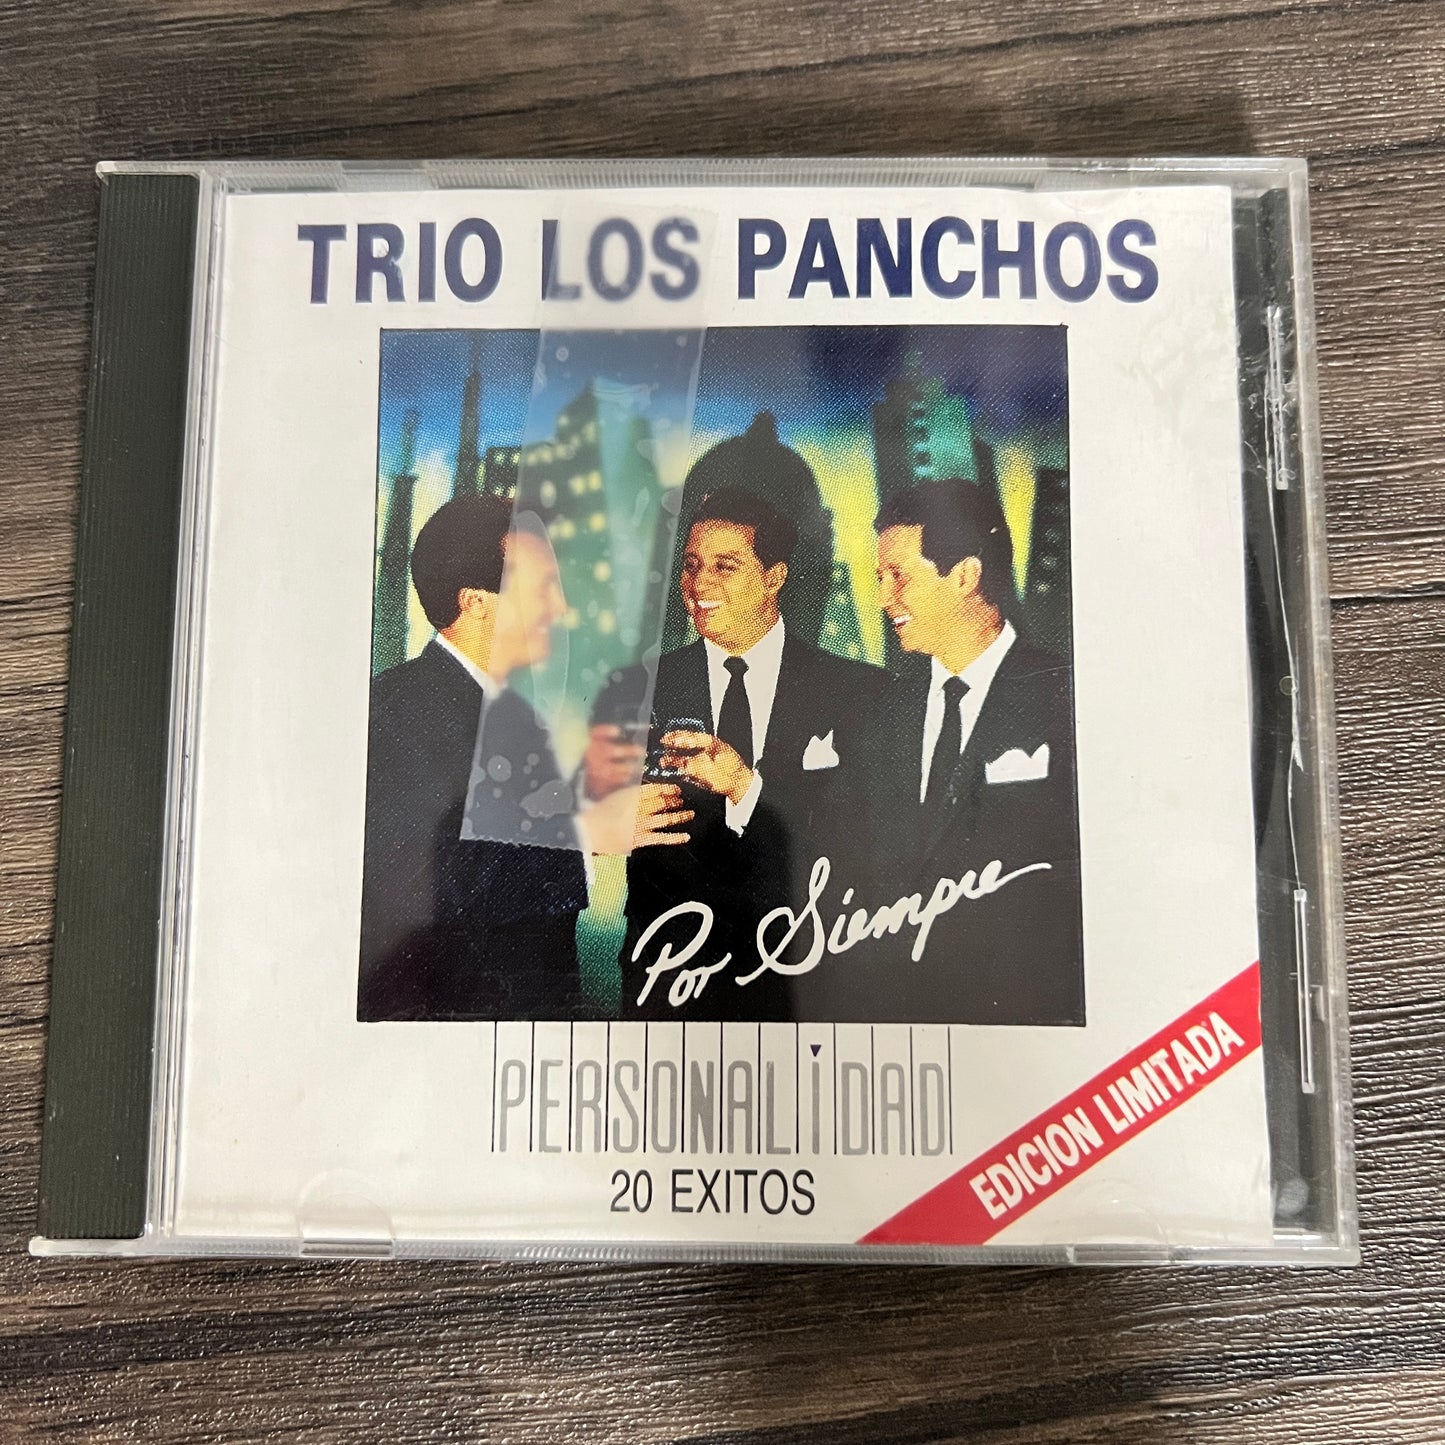 TRIO LOS PANCHOS
Por Siempre
PERSONALiDAD
20 EXITOS
EDICION LIMITADA